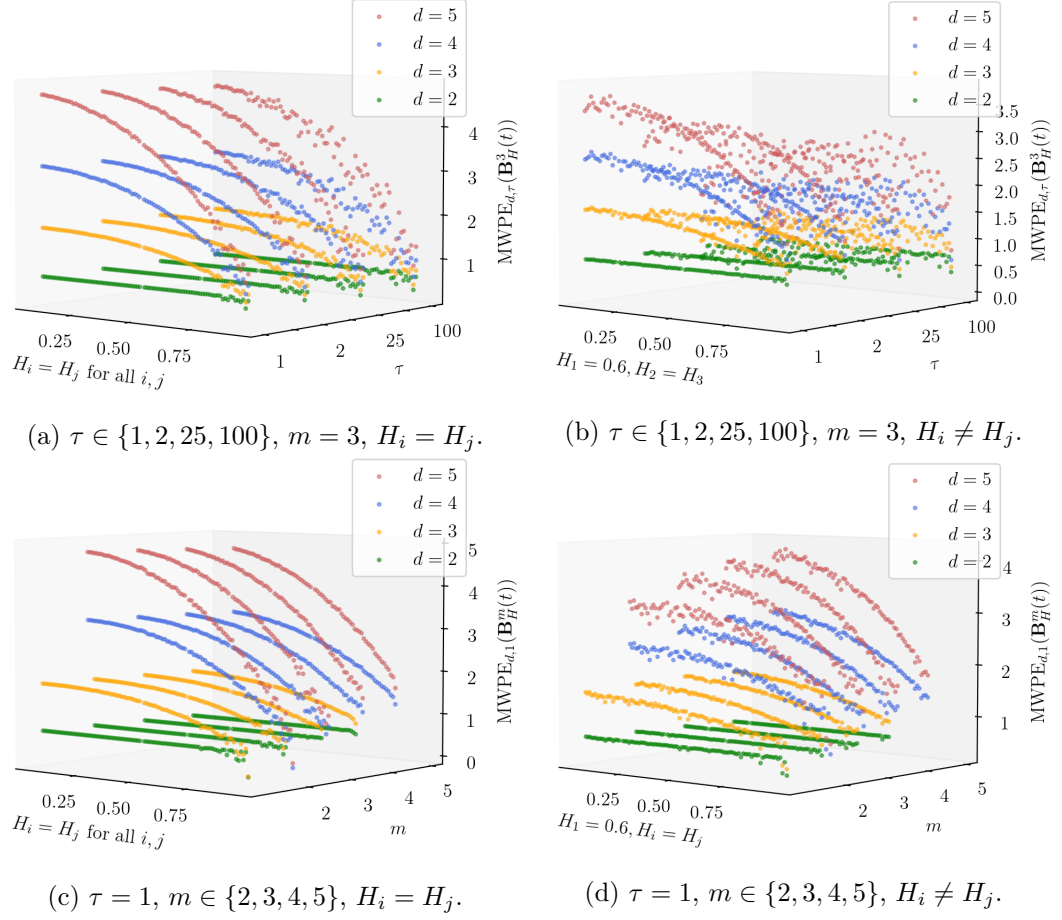 d = 5
d = 4
d = 3
d = 2
4
3
2
1
MWPE_{d,τ}(B_H^3(t))
0.25
0.50
0.75
H_i = H_j for all i, j
1
2
25
100
τ
(a) τ ∈ {1, 2, 25, 100}, m = 3, H_i = H_j.
d = 5
d = 4
d = 3
d = 2
3.5
3.0
2.5
2.0
1.5
1.0
0.5
0.0
MWPE_{d,τ}(B_H^3(t))
0.25
0.50
0.75
H_1 = 0.6, H_2 = H_3
1
2
25
100
τ
(b) τ ∈ {1, 2, 25, 100}, m = 3, H_i ≠ H_j.
d = 5
d = 4
d = 3
d = 2
5
4
3
2
1
0
MWPE_{d,1}(B_H^m(t))
0.25
0.50
0.75
H_i = H_j for all i, j
2
3
4
5
m
(c) τ = 1, m ∈ {2, 3, 4, 5}, H_i = H_j.
d = 5
d = 4
d = 3
d = 2
4
3
2
1
MWPE_{d,1}(B_H^m(t))
0.25
0.50
0.75
H_1 = 0.6, H_i = H_j
2
3
4
5
m
(d) τ = 1, m ∈ {2, 3, 4, 5}, H_i ≠ H_j.